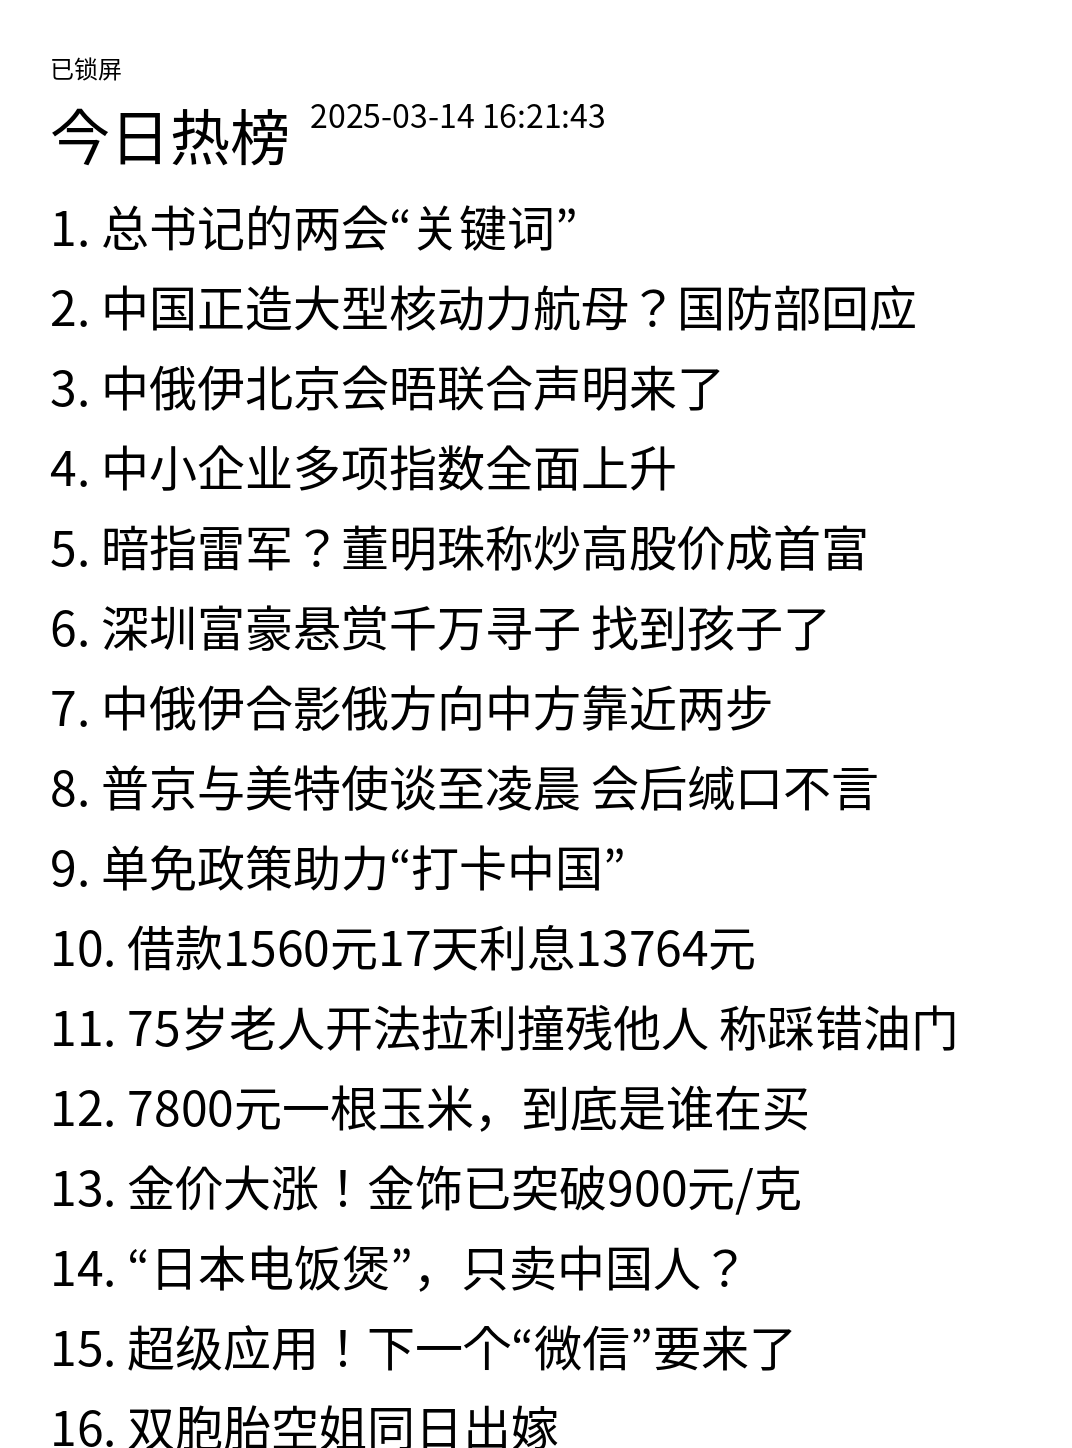 已锁屏
今日热榜 2025-03-14 16:21:43
1. 总书记的两会“关键词”
2. 中国正造大型核动力航母？国防部回应
3. 中俄伊北京会晤联合声明来了
4. 中小企业多项指数全面上升
5. 暗指雷军？董明珠称炒高股价成首富
6. 深圳富豪悬赏千万寻子 找到孩子了
7. 中俄伊合影俄方向中方靠近两步
8. 普京与美特使谈至凌晨 会后缄口不言
9. 单免政策助力“打卡中国”
10. 借款1560元17天利息13764元
11. 75岁老人开法拉利撞残他人 称踩错油门
12. 7800元一根玉米，到底是谁在买
13. 金价大涨！金饰已突破900元/克
14. “日本电饭煲”，只卖中国人？
15. 超级应用！下一个“微信”要来了
16. 双胞胎空姐同日出嫁